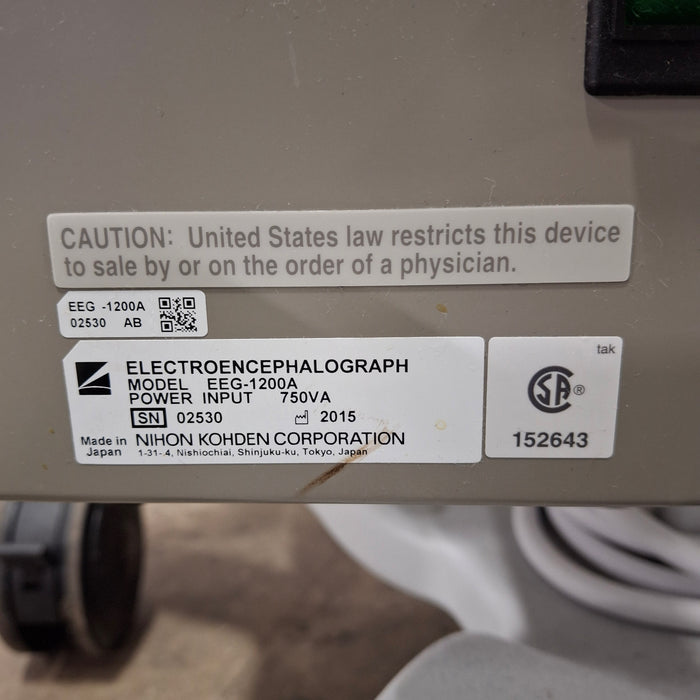 CAUTION: United States law restricts this device
to sale by or on the order of a physician.
EEG -1200A
02530 AB
ELECTROENCEPHALOGRAPH
MODEL EEG-1200A
POWER INPUT 750VA
SN 02530 2015
Made in Japan NIHON KOHDEN CORPORATION
1-31-4, Nishiochiai, Shinjuku-ku, Tokyo, Japan
tak
SA ®
152643